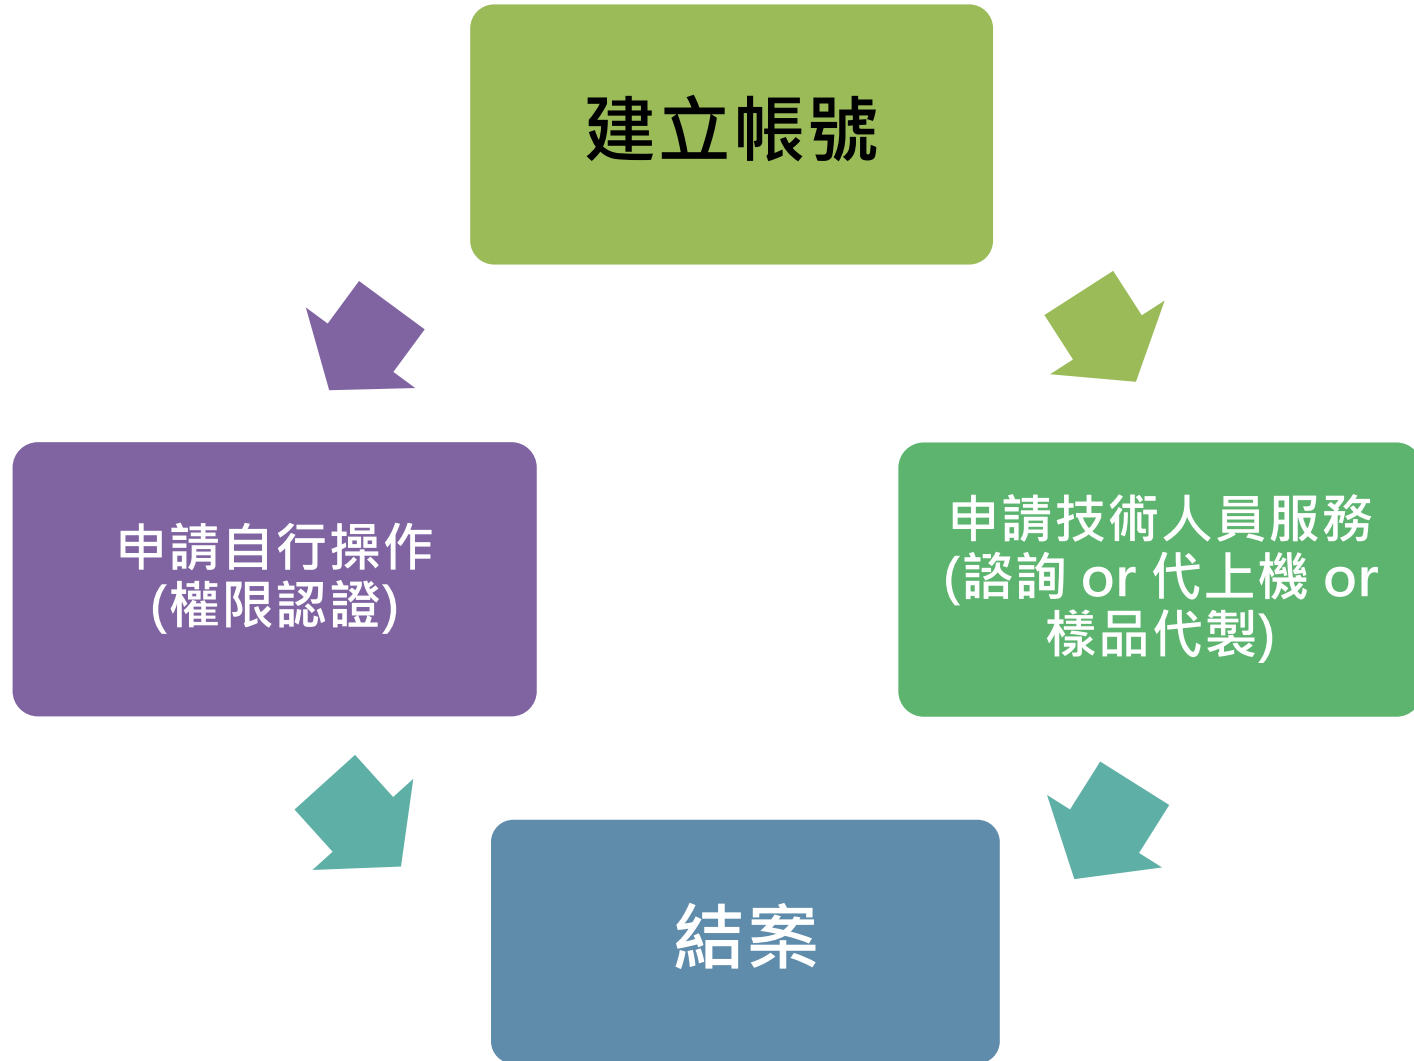 建立帳號
申請自行操作
(權限認證)
申請技術人員服務
(諮詢 or 代上機 or
樣品代製)
結案